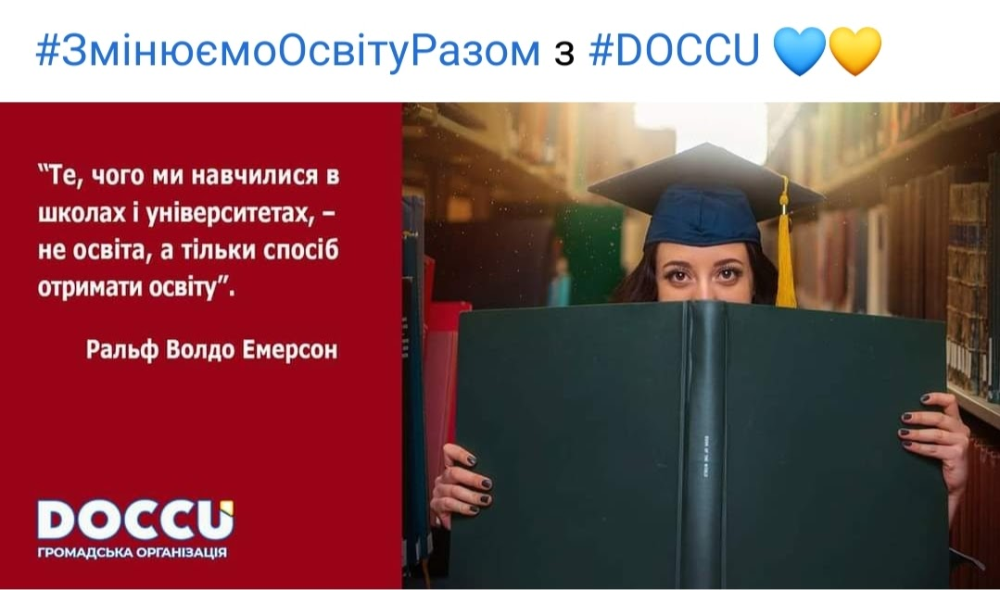 #ЗмінюємоОсвітуРазом з #DOCCU 💙💛
“Те, чого ми навчилися в
школах і університетах, –
не освіта, а тільки спосіб
отримати освіту”.
Ральф Волдо Емерсон
DOCCU
ГРОМАДСЬКА ОРГАНІЗАЦІЯ